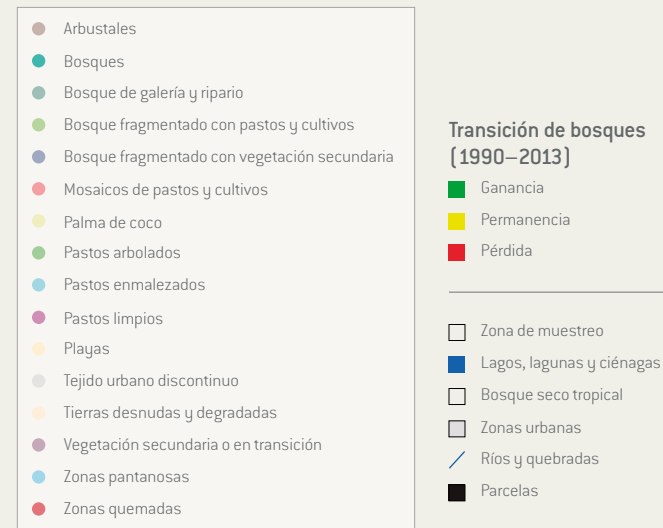 Arbustales
Bosques
Bosque de galería y ripario
Bosque fragmentado con pastos y cultivos
Bosque fragmentado con vegetación secundaria
Mosaicos de pastos y cultivos
Palma de coco
Pastos arbolados
Pastos enmalezados
Pastos limpios
Playas
Tejido urbano discontinuo
Tierras desnudas y degradadas
Vegetación secundaria o en transición
Zonas pantanosas
Zonas quemadas
Transición de bosques
(1990–2013)
Ganancia
Permanencia
Pérdida
Zona de muestreo
Lagos, lagunas y ciénagas
Bosque seco tropical
Zonas urbanas
Ríos y quebradas
Parcelas